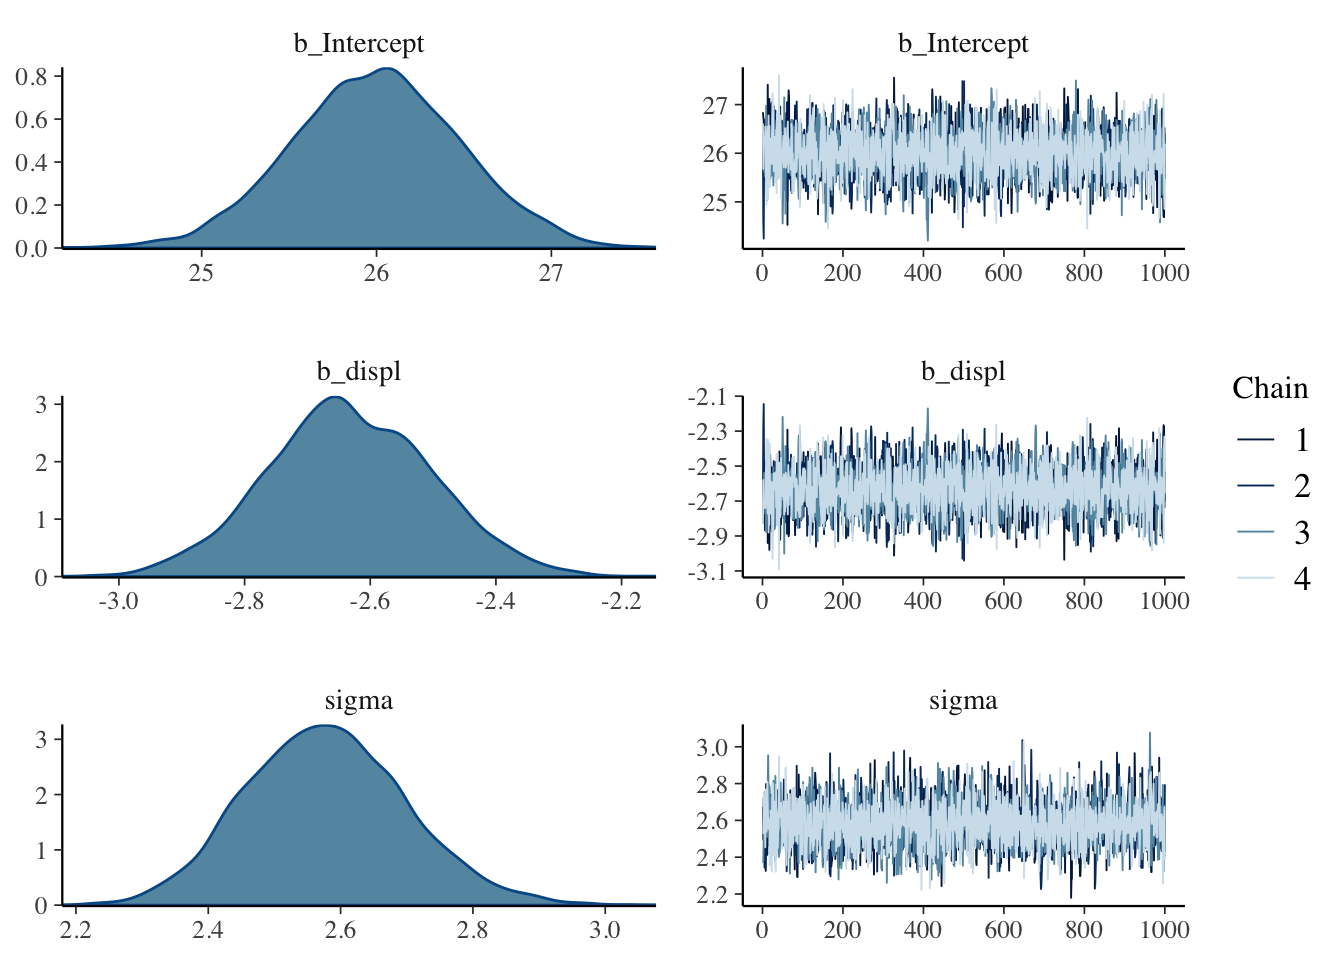 b_Intercept
0.8
0.6
0.4
0.2
0.0
25 26 27
b_Intercept
27
26
25
0 200 400 600 800 1000
b_displ
3
2
1
0
-3.0 -2.8 -2.6 -2.4 -2.2
b_displ
-2.1
-2.3
-2.5
-2.7
-2.9
-3.1
0 200 400 600 800 1000
sigma
3
2
1
0
2.2 2.4 2.6 2.8 3.0
sigma
3.0
2.8
2.6
2.4
2.2
0 200 400 600 800 1000
Chain
1
2
3
4